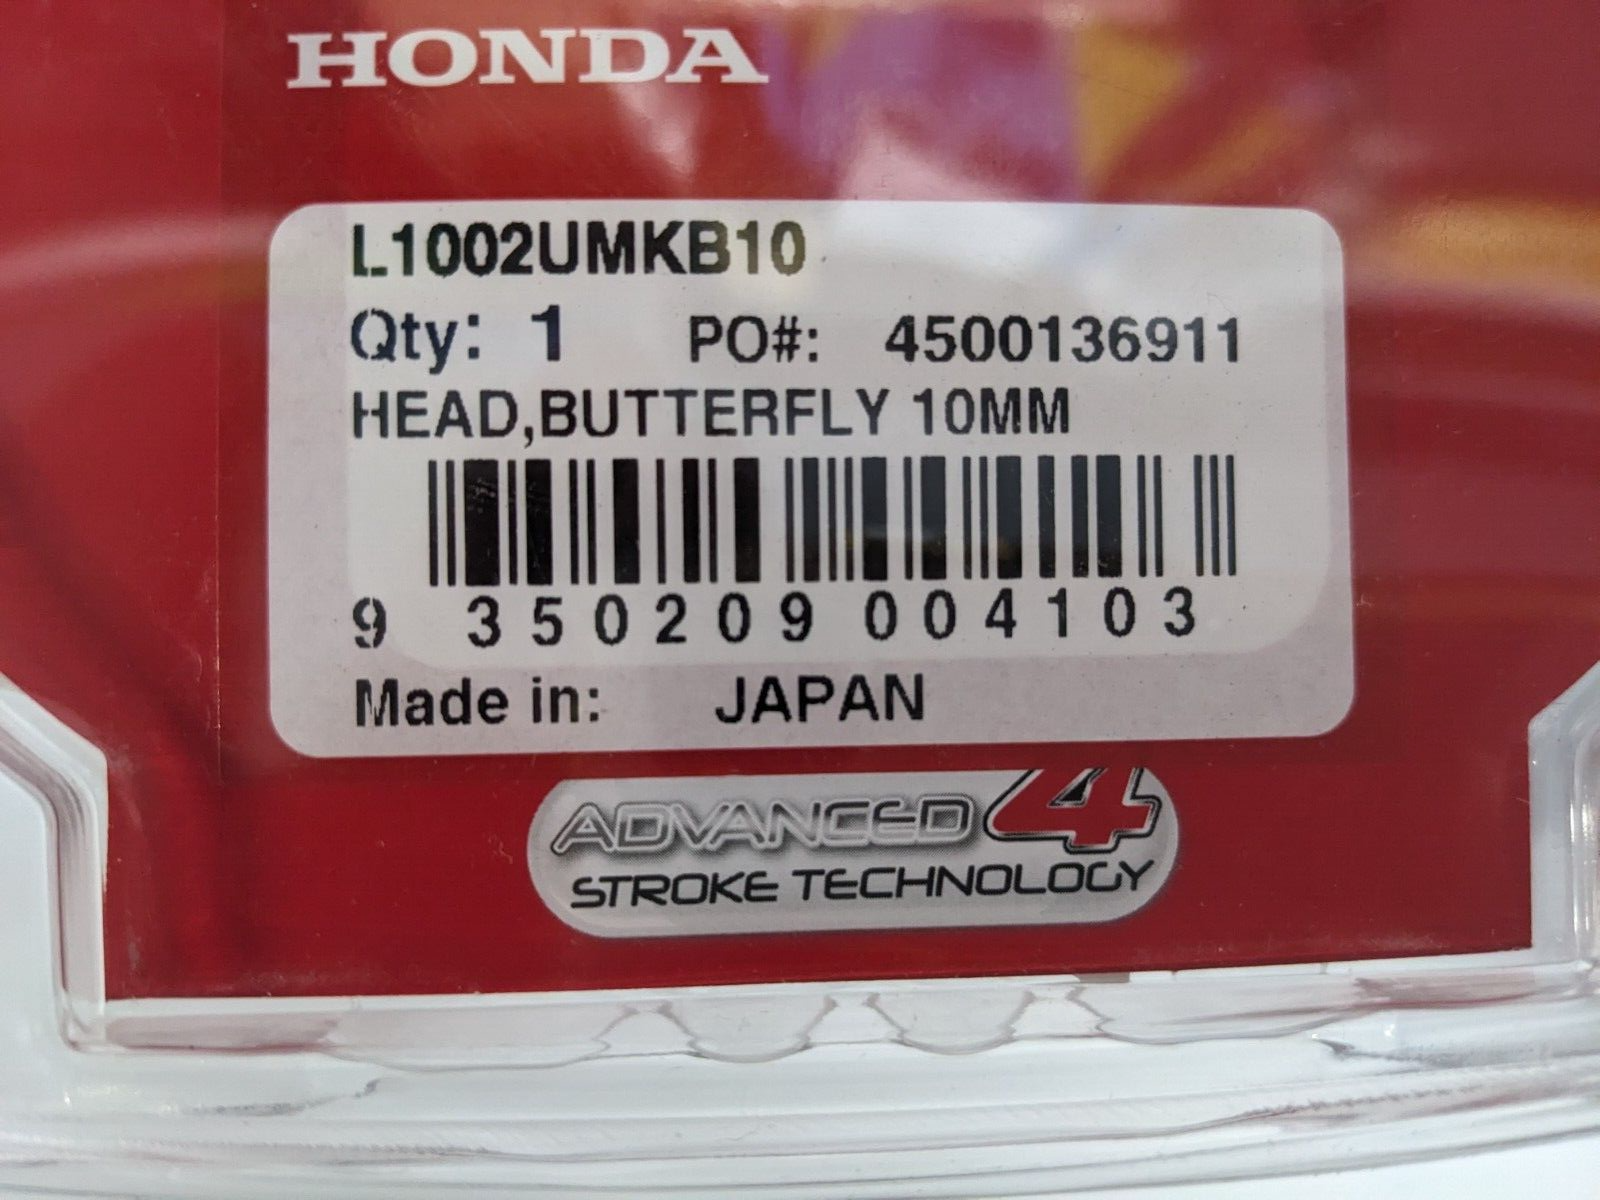 HONDA
L1002UMKB10
Qty: 1 PO#: 4500136911
HEAD,BUTTERFLY 10MM
9 350209 004103
Made in: JAPAN
ADVANCED 4
STROKE TECHNOLOGY